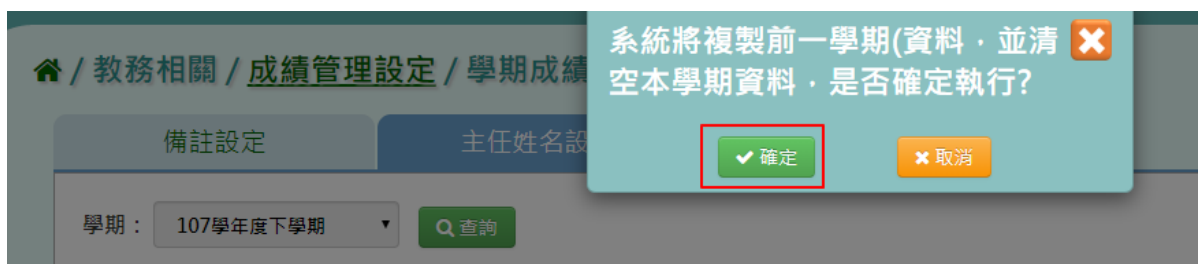 系統將複製前一學期(資料，並清
空本學期資料，是否確定執行?
確定
取消
/ 教務相關 / 成績管理設定 / 學期成績
備註設定
主任姓名設
學期：
107學年度下學期
查詢